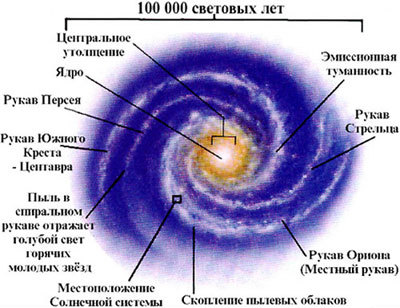 100 000 световых лет
Центральное
утолщение
Ядро
Рукав Персея
Рукав Южного
Креста
- Центавра
Пыль в
спиральном
рукаве отражает
голубой свет
горячих
молодых звёзд
Местоположение
Солнечной системы
Скопление пылевых облаков
Эмиссионная
туманность
Рукав
Стрельца
Рукав Ориона
(Местный рукав)